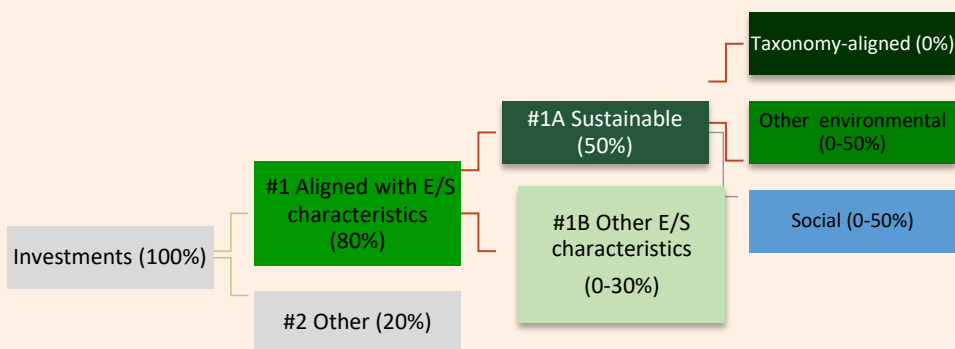 Taxonomy-aligned (0%)
#1A Sustainable
(50%)
Other environmental
(0-50%)
#1 Aligned with E/S
characteristics
(80%)
#1B Other E/S
characteristics
(0-30%)
Social (0-50%)
Investments (100%)
#2 Other (20%)